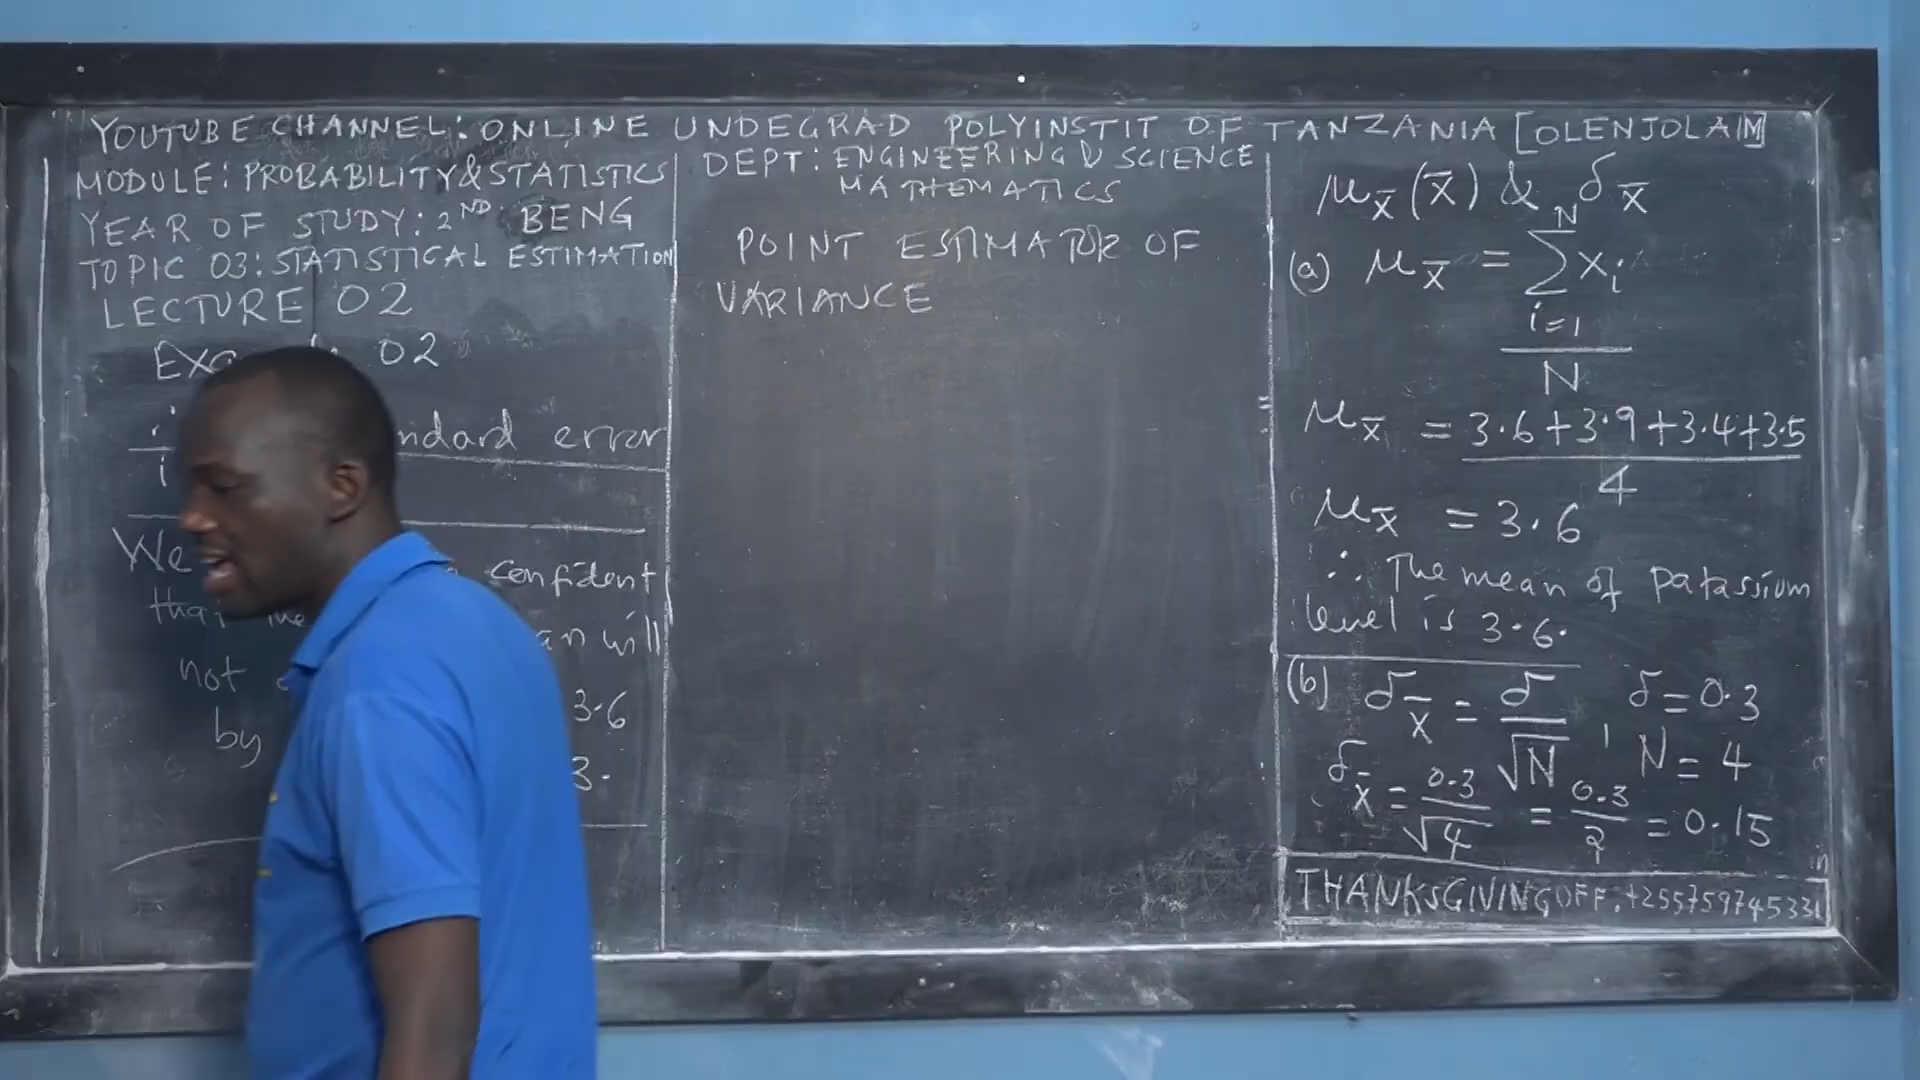 YOUTUBE CHANNEL: ONLINE UNDEGRAD POLYINSTIT OF TANZANIA [OLENJOLAIM]
MODULE: PROBABILITY & STATISTICS
YEAR OF STUDY: 2ND BENG
TOPIC 03: STATISTICAL ESTIMATION
LECTURE 02
02
error
We confident
that will
not 3.6
by 3.
DEPT: ENGINEERING & SCIENCE
MATHEMATICS
POINT ESTIMATOR OF
VARIANCE
μx̄ (x̄) & δx̄
(a) μx̄ = N∑i=1 xi / N
μx̄ = 3.6+3.9+3.4+3.5 / 4
μx̄ = 3.6
∴ The mean of patassium
level is 3.6.
(b) δx̄ = δ/√N , δ = 0.3
N = 4
δx̄ = 0.3/√4 = 0.3/2 = 0.15
THANKSGIVINGOFF. +255759745331